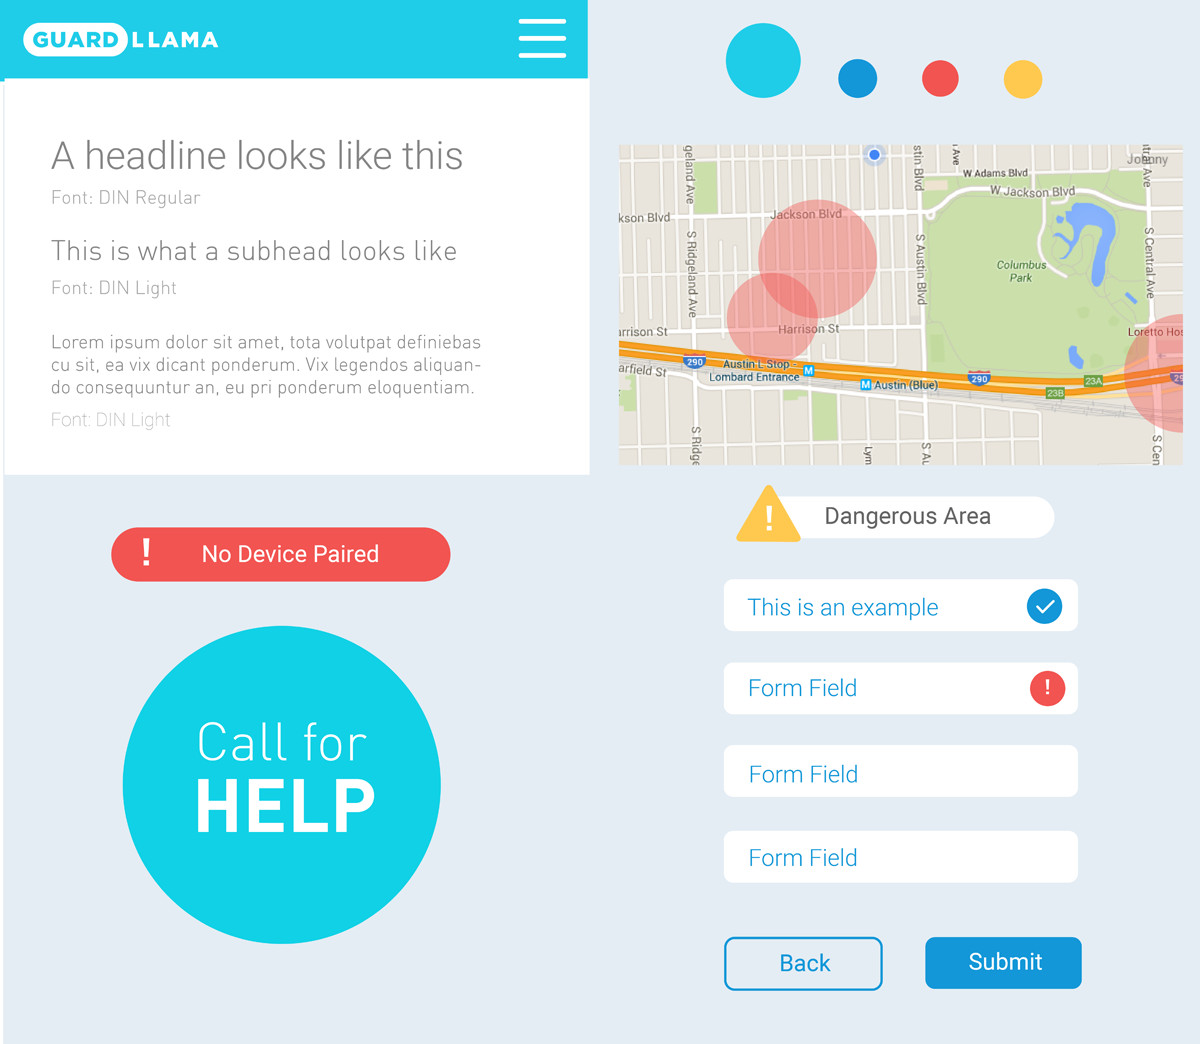 GUARD LLAMA
A headline looks like this
Font: DIN Regular
This is what a subhead looks like
Font: DIN Light
Lorem ipsum dolor sit amet, tota volutpat definiebas
cu sit, ea vix dicant ponderum. Vix legendos aliquan-
do consequuntur an, eu pri ponderum eloquentiam.
Font: DIN Light
! No Device Paired
Call for
HELP
geland Ave
stin Blvd
Ave
ntral Ave
W Adams Blvd
W Jackson Blvd
kson Blvd
Jackson Blvd
S Ridgeland Ave
S Austin Blvd
S Central Ave
Columbus
Park
rrison St
Harrison St
Loretto Hos
290
Austin L Stop -
Lombard Entrance
M
arfield St
M Austin (Blue)
290
23B
23A
29
S Ridge
Lym
S Au
S Cen
! Dangerous Area
This is an example
Form Field !
Form Field
Form Field
Back
Submit